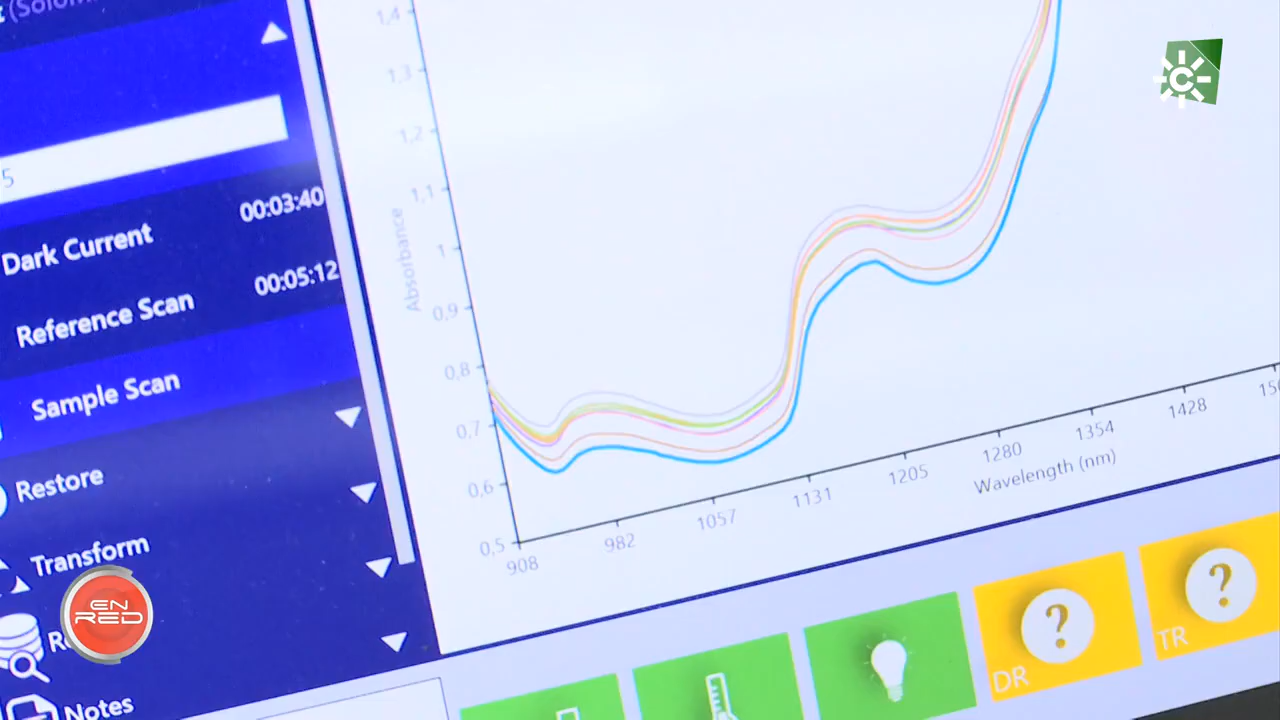 5
Dark Current 00:03:40
Reference Scan 00:05:12
Sample Scan
Restore
Transform
Notes
EN
RED
C
1,4
1,3
1,2
1,1
1
0,9
0,8
0,7
0,6
0,5
Absorbance
908
982
1057
1131
1205
1280
1354
1428
Wavelength (nm)
?
DR
?
TR